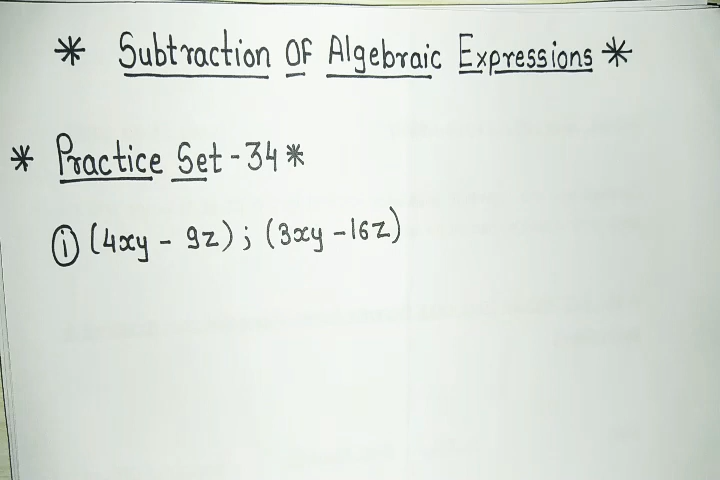 * Subtraction Of Algebraic Expressions *
* Practice Set - 34 *
(i) (4xy - 9z) ; (3xy - 16z)